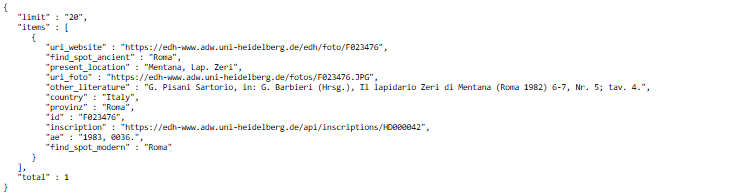 {
"limit" : "20",
"items" : [
{
"uri_website" : "https://edh-www.adw.uni-heidelberg.de/edh/foto/F023476",
"find_spot_ancient" : "Roma",
"present_location" : "Mentana, Lap. Zeri",
"uri_foto" : "https://edh-www.adw.uni-heidelberg.de/fotos/F023476.JPG",
"other_literature" : "G. Pisani Sartorio, in: G. Barbieri (Hrsg.), Il lapidario Zeri di Mentana (Roma 1982) 6-7, Nr. 5; tav. 4.",
"country" : "Italy",
"provinz" : "Roma",
"id" : "F023476",
"inscription" : "https://edh-www.adw.uni-heidelberg.de/api/inscriptions/HD000042",
"ae" : "1983, 0036.",
"find_spot_modern" : "Roma"
}
],
"total" : 1
}